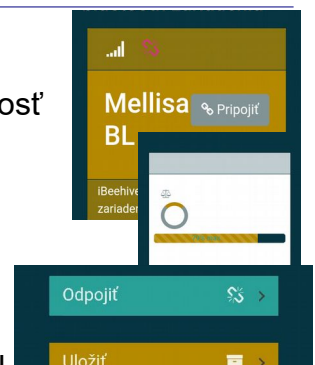 osť
Mellisa
BL
Pripojiť
iBeehive
zariaden
Odpojiť
Uložiť